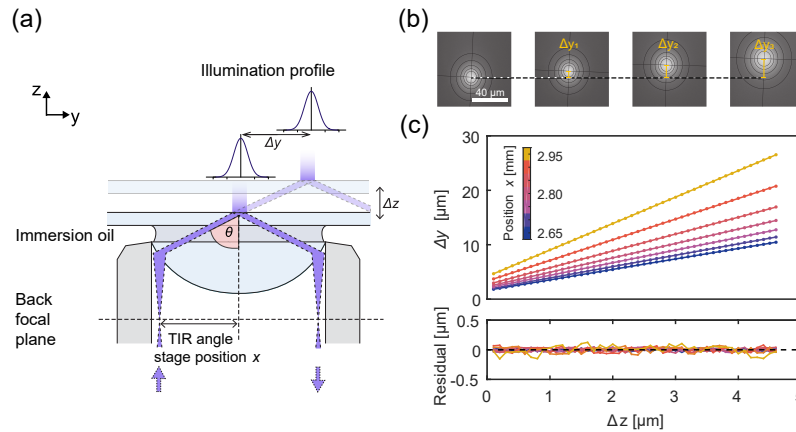 (a)
Illumination profile
z
y
Δy
Δz
Immersion oil
θ
Back
focal
plane
TIR angle
stage position x
(b)
Δy₁
Δy₂
Δy₃
40 µm
(c)
30
20
10
0
Δy [µm]
Position x [mm]
2.95
2.80
2.65
0.5
0
-0.5
Residual [µm]
0
1
2
3
4
5
Δz [µm]